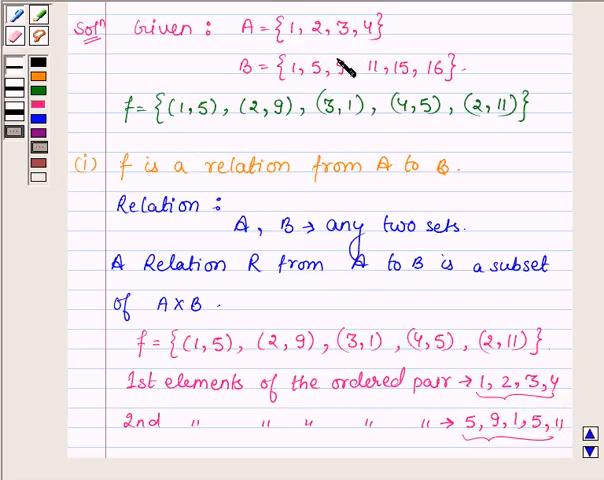 Solⁿ Given : A = {1, 2, 3, 4}
B = {1, 5, 11, 15, 16}.
f = {(1,5), (2,9), (3,1), (4,5), (2,11)}
(i) f is a relation from A to B.
Relation :
A, B → any two sets.
A Relation R from A to B is a subset
of A×B.
f = {(1,5), (2,9), (3,1), (4,5), (2,11)}.
1st elements of the ordered pair → 1, 2, 3, 4
2nd " " " " " → 5, 9, 1, 5, 11